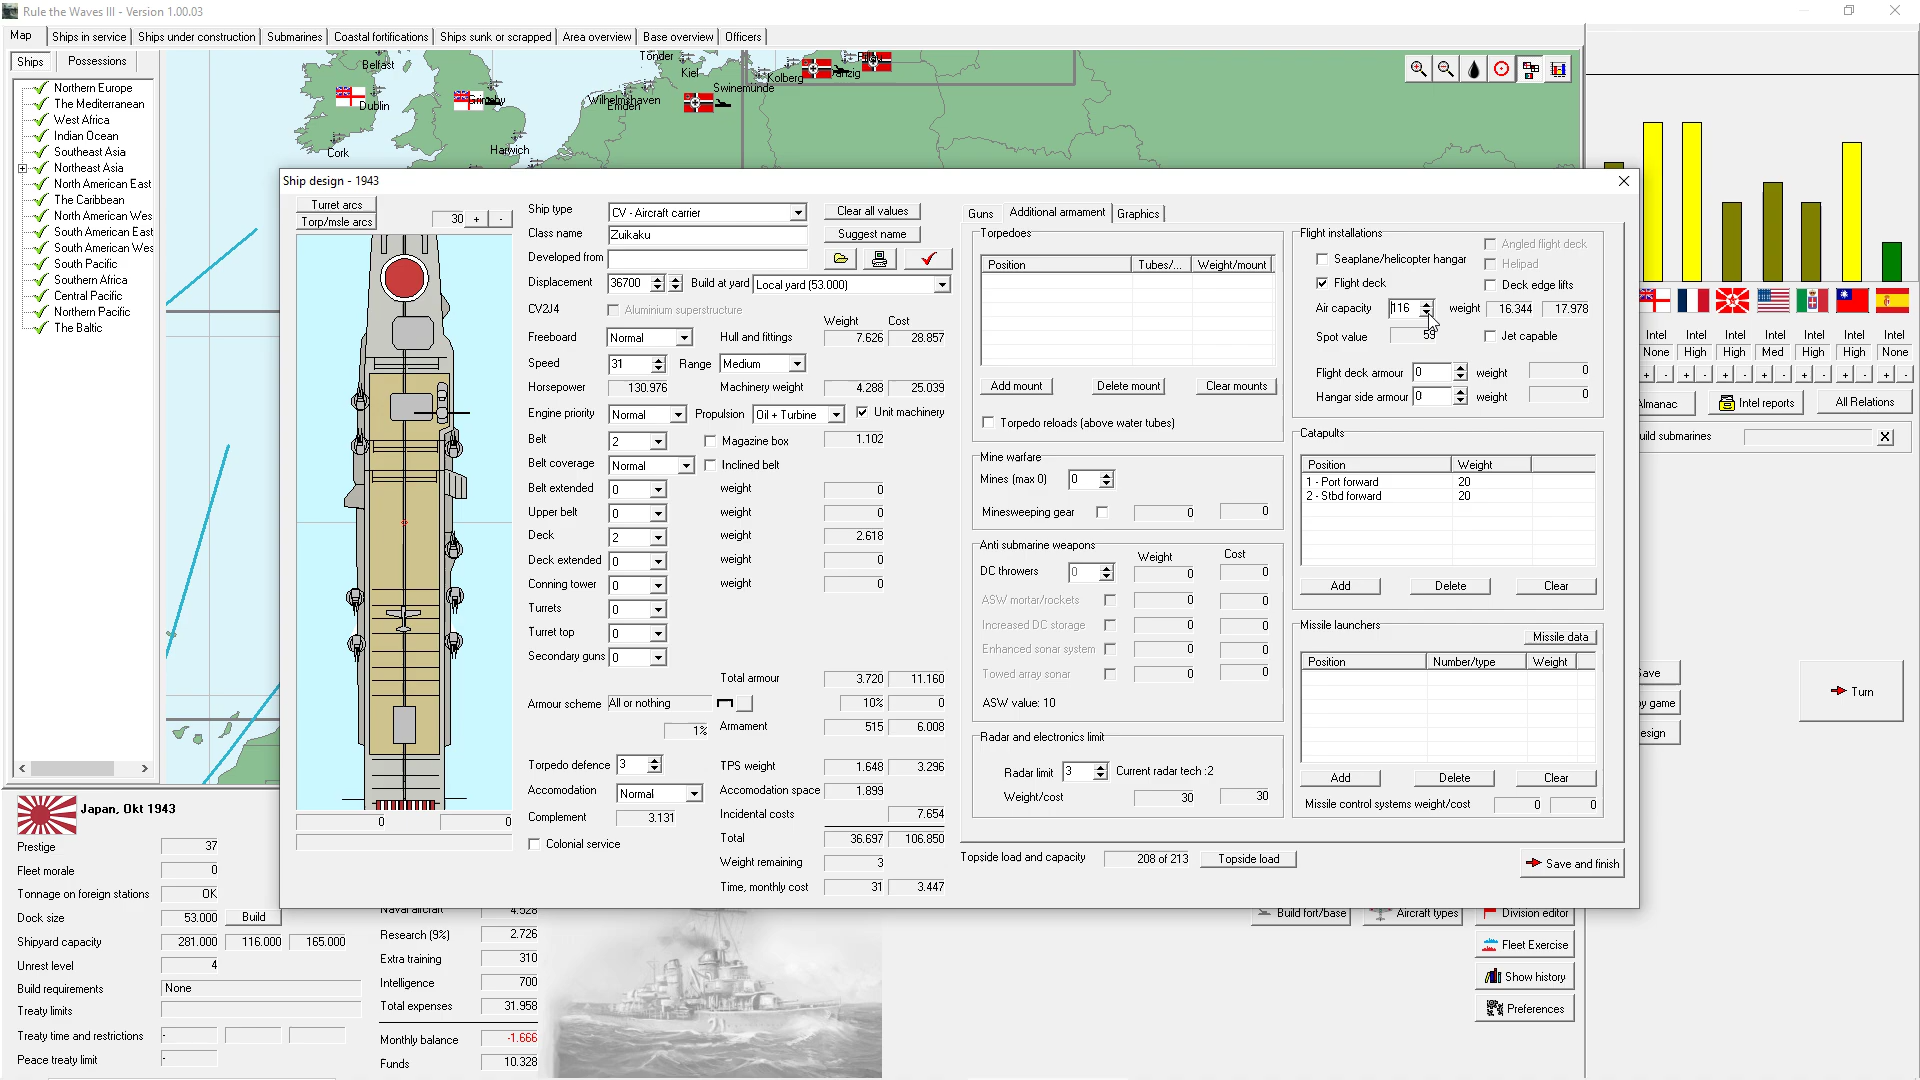 Rule the Waves III - Version 1.00.03
Map
Ships in service
Ships under construction
Submarines
Coastal fortifications
Ships sunk or scrapped
Area overview
Base overview
Officers
Ships
Possessions
Northern Europe
The Mediterranean
West Africa
Indian Ocean
Southeast Asia
Northeast Asia
North American East
The Caribbean
North American Wes
South American East
South American Wes
South Pacific
Southern Africa
Central Pacific
Northern Pacific
The Baltic
Belfast
Dublin
Cork
Grimsby
Harwich
Tönder
Kiel
Wilhelmshaven
Emden
Swinemünde
Kolberg
Ship design - 1943
Turret arcs
Torp/msle arcs
30 + -
0 0
Ship type CV - Aircraft carrier Clear all values
Class name Zuikaku Suggest name
Developed from
Displacement 36700 Build at yard Local yard (53.000)
CV2J4 Aluminium superstructure
Weight Cost
Freeboard Normal Hull and fittings 7.626 28.857
Speed 31 Range Medium
Horsepower 130.976 Machinery weight 4.288 25.039
Engine priority Normal Propulsion Oil + Turbine Unit machinery
Belt 2 Magazine box 1.102
Belt coverage Normal Inclined belt
Belt extended 0 weight 0
Upper belt 0 weight 0
Deck 2 weight 2.618
Deck extended 0 weight 0
Conning tower 0 weight 0
Turrets 0
Turret top 0
Secondary guns 0
Total armour 3.720 11.160
Armour scheme All or nothing 10% 0
1% Armament 515 6.008
Torpedo defence 3 TPS weight 1.648 3.296
Accomodation Normal Accomodation space 1.899
Complement 3.131 Incidental costs 7.654
Total 36.697 106.850
Colonial service
Weight remaining 3
Time, monthly cost 31 3.447
Guns
Additional armament
Graphics
Torpedoes
Position Tubes/... Weight/mount
Add mount Delete mount Clear mounts
Torpedo reloads (above water tubes)
Mine warfare
Mines (max 0) 0
Minesweeping gear 0 0
Anti submarine weapons
Weight Cost
DC throwers 0 0 0
ASW mortar/rockets 0 0
Increased DC storage 0 0
Enhanced sonar system 0 0
Towed array sonar 0 0
ASW value: 10
Radar and electronics limit
Radar limit 3 Current radar tech :2
Weight/cost 30 30
Topside load and capacity 208 of 213 Topside load
Flight installations
Angled flight deck
Seaplane/helicopter hangar Helipad
Flight deck Deck edge lifts
Air capacity 116 weight 16.344 17.978
Spot value 59 Jet capable
Flight deck armour 0 weight 0
Hangar side armour 0 weight 0
Catapults
Position Weight
1 - Port forward 20
2 - Stbd forward 20
Add Delete Clear
Missile launchers
Missile data
Position Number/type Weight
Add Delete Clear
Missile control systems weight/cost 0 0
Save and finish
Intel Intel Intel Intel Intel Intel Intel
None High High Med High High None
+ - + - + - + - + - + - + -
Almanac
Intel reports
All Relations
uild submarines X
ave
y game
esign
Turn
Japan, Okt 1943
Prestige 37
Fleet morale 0
Tonnage on foreign stations OK
Dock size 53.000 Build
Shipyard capacity 281.000 116.000 165.000
Unrest level 4
Build requirements None
Treaty limits
Treaty time and restrictions - -
Peace treaty limit -
Naval aircraft 4.528
Research (9%) 2.726
Extra training 310
Intelligence 700
Total expenses 31.958
Monthly balance -1.666
Funds 10.328
Build fort/base
Aircraft types
Division editor
Fleet Exercise
Show history
Preferences